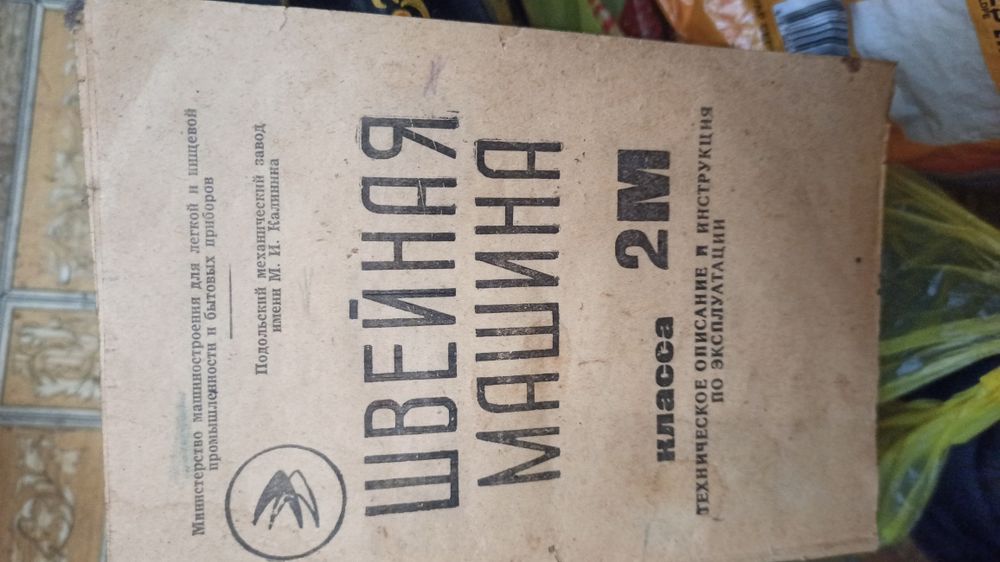 Министерство машиностроения для легкой и пищевой
промышленности и бытовых приборов
Подольский механический завод
имени М. И. Калинина
ШВЕЙНАЯ
МАШИНА
класса 2М
ТЕХНИЧЕСКОЕ ОПИСАНИЕ И ИНСТРУКЦИЯ
ПО ЭКСПЛУАТАЦИИ